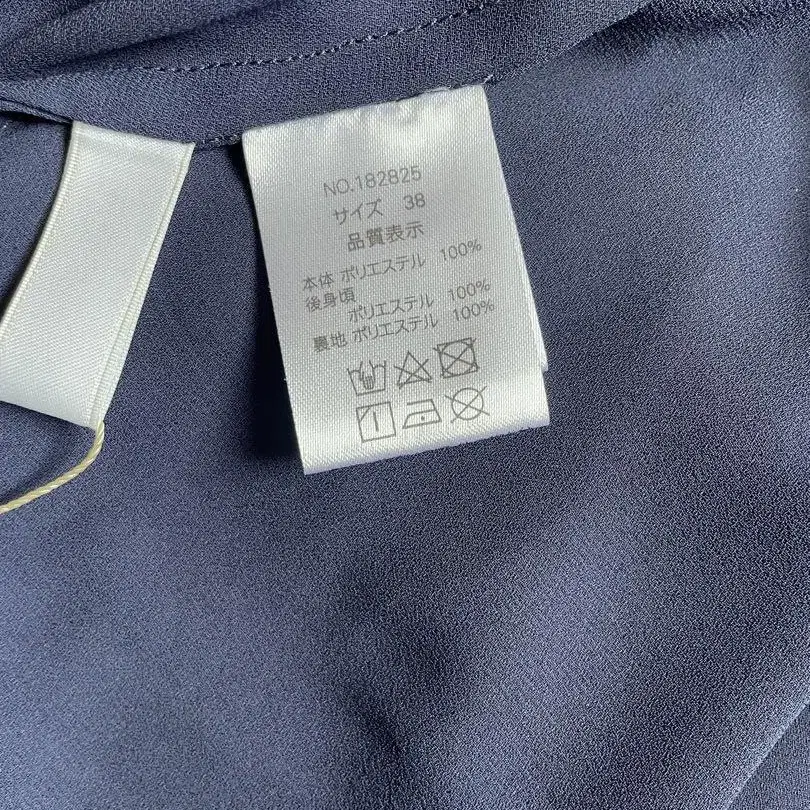 NO.182825
サイズ 38
品質表示
本体 ポリエステル 100%
後身頃
ポリエステル 100%
裏地 ポリエステル 100%